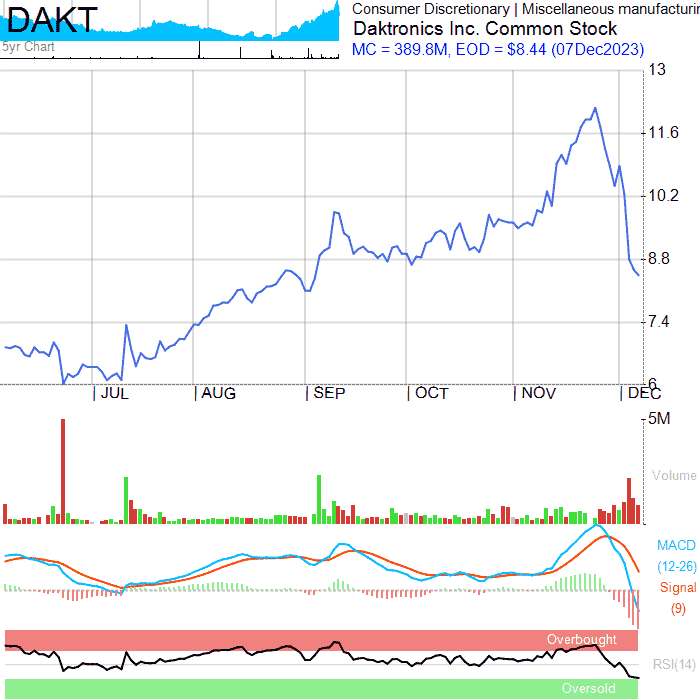 DAKT
5yr Chart
Consumer Discretionary | Miscellaneous manufacturin
Daktronics Inc. Common Stock
MC = 389.8M, EOD = $8.44 (07Dec2023)
13
11.6
10.2
8.8
7.4
6
JUL AUG SEP OCT NOV DEC
5M
Volume
MACD
(12-26)
Signal
(9)
Overbought
RSI(14)
Oversold